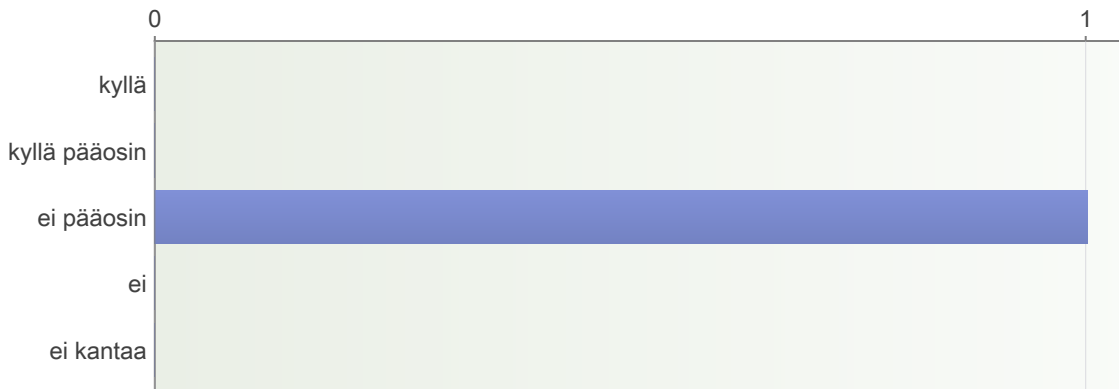 0 1
kyllä
kyllä pääosin
ei pääosin
ei
ei kantaa